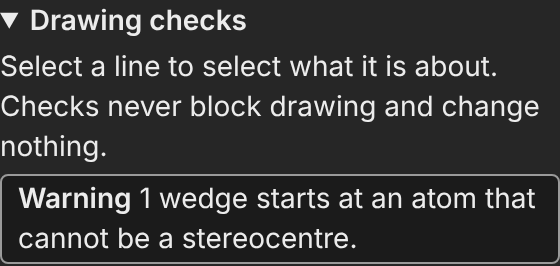 ▼ Drawing checks
Select a line to select what it is about.
Checks never block drawing and change
nothing.
Warning 1 wedge starts at an atom that
cannot be a stereocentre.